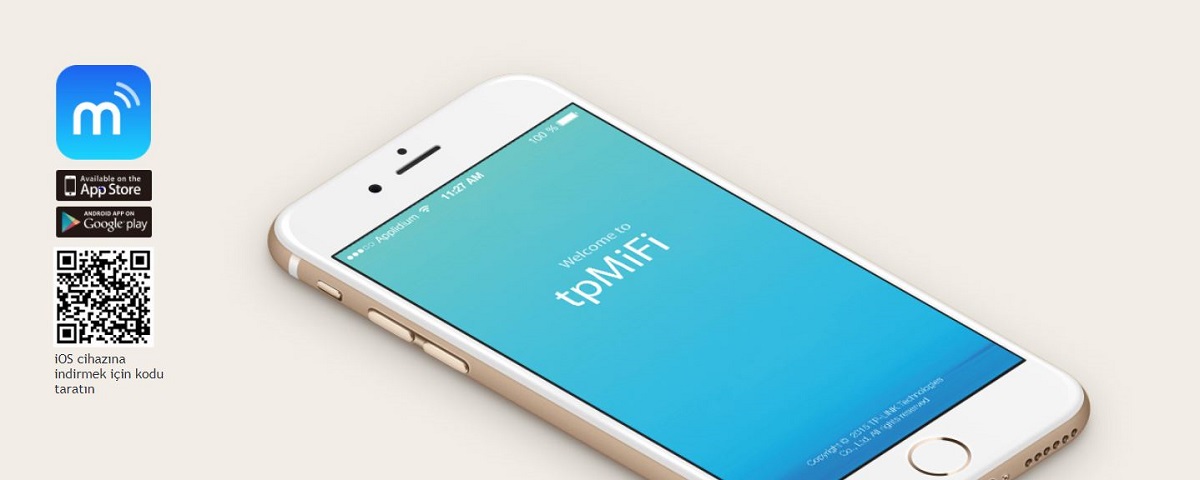 m
Available on the
App Store
ANDROID APP ON
Google play
iOS cihazına
indirmek için kodu
taratın
Applidium 11:27 AM 100 %
Welcome to
tpMiFi
Copyright © 2015 TP-LINK Technologies
Co., Ltd. All rights reserved